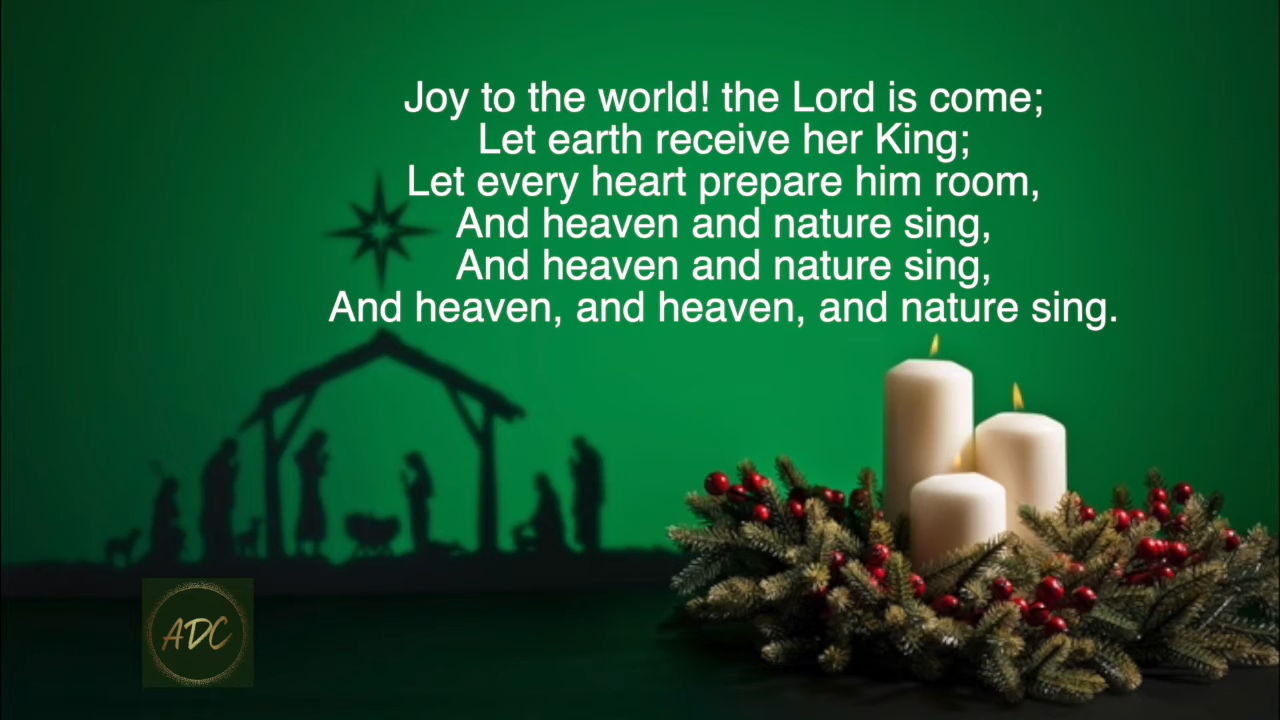 Joy to the world! the Lord is come;
Let earth receive her King;
Let every heart prepare him room,
And heaven and nature sing,
And heaven and nature sing,
And heaven, and heaven, and nature sing.
ADC